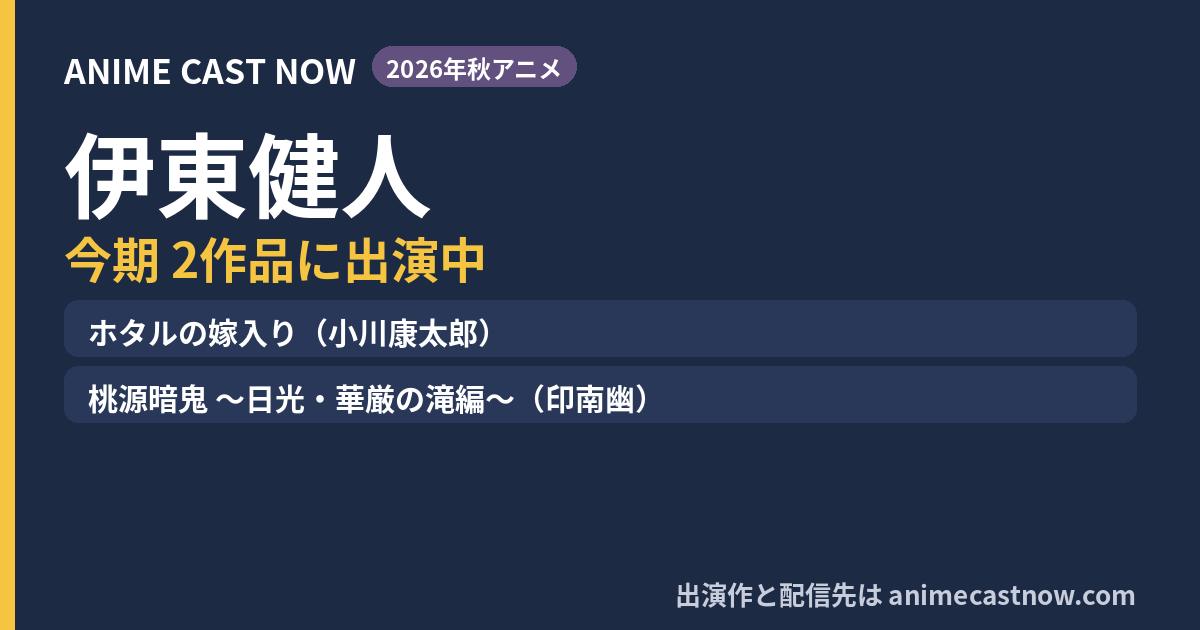 ANIME CAST NOW 2026年秋アニメ
伊東健人
今期 2作品に出演中
ホタルの嫁入り（小川康太郎）
桃源暗鬼 ～日光・華厳の滝編～（印南幽）
出演作と配信先は animecastnow.com